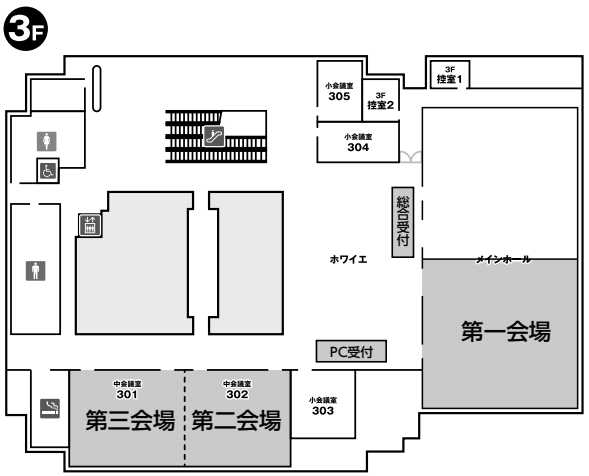 3F
小会議室
305
3F
控室2
3F
控室1
小会議室
304
総合受付
ホワイエ
メインホール
第一会場
PC受付
中会議室
301
第三会場
中会議室
302
第二会場
小会議室
303